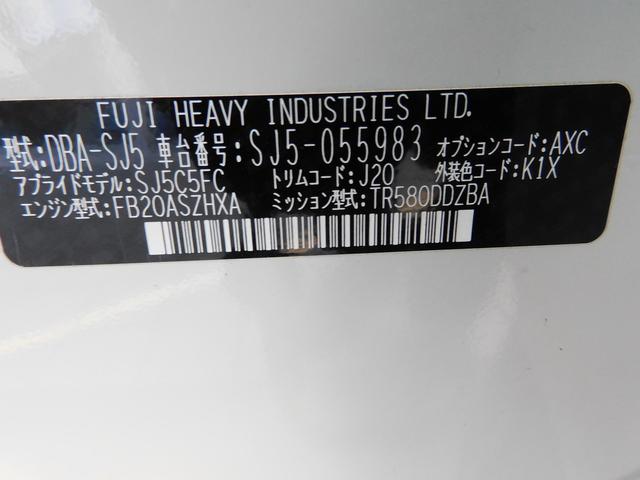 FUJI HEAVY INDUSTRIES LTD.
型式:DBA-SJ5 車台番号:SJ5-055983 オプションコード:AXC
アプライドモデル:SJ5C5FC トリムコード:J20 外装色コード:K1X
エンジン型式:FB20ASZHXA ミッション型式:TR580DDZBA